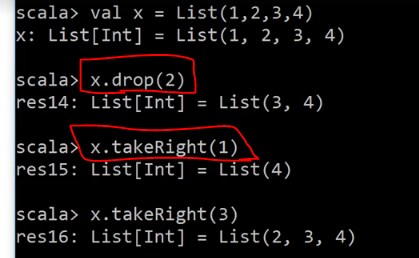 scala> val x = List(1,2,3,4)
x: List[Int] = List(1, 2, 3, 4)
scala> x.drop(2)
res14: List[Int] = List(3, 4)
scala> x.takeRight(1)
res15: List[Int] = List(4)
scala> x.takeRight(3)
res16: List[Int] = List(2, 3, 4)